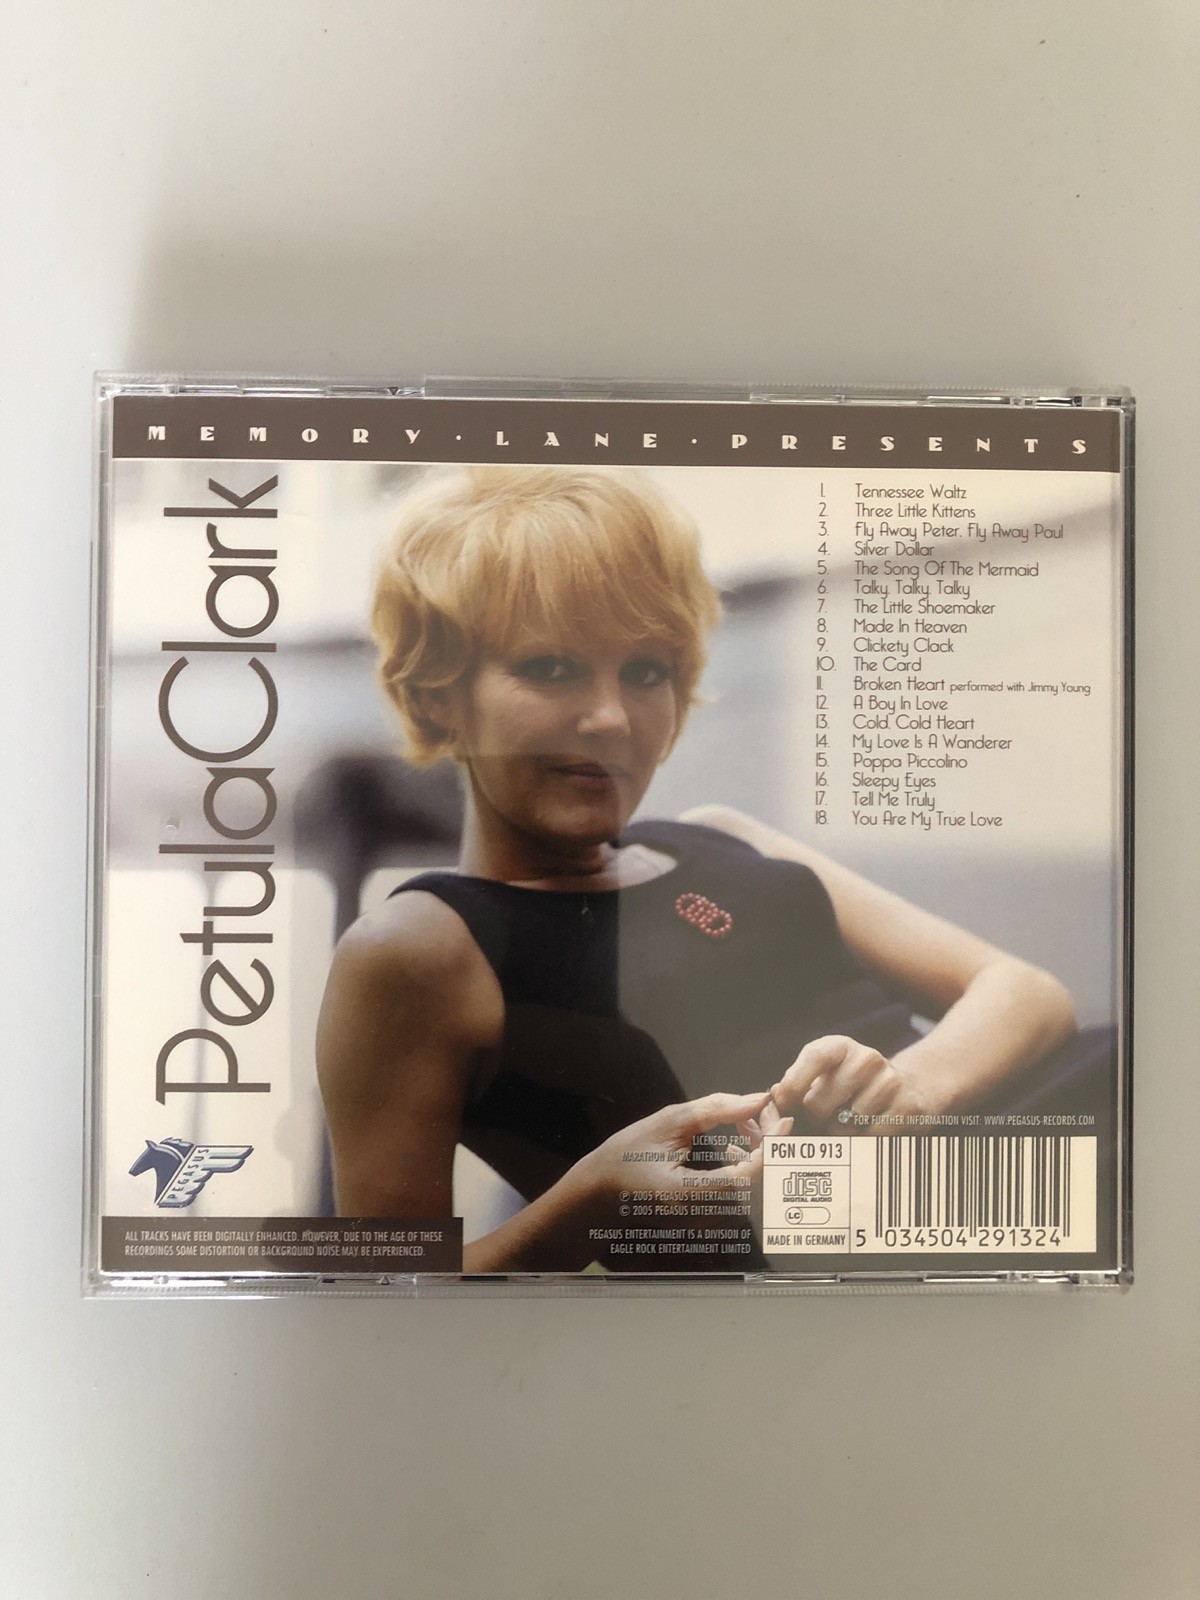 MEMORY · LANE · PRESENTS
PetulaClark
1. Tennessee Waltz
2. Three Little Kittens
3. Fly Away Peter, Fly Away Paul
4. Silver Dollar
5. The Song Of The Mermaid
6. Talky, Talky, Talky
7. The Little Shoemaker
8. Made In Heaven
9. Clickety Clack
10. The Card
11. Broken Heart performed with Jimmy Young
12. A Boy In Love
13. Cold, Cold Heart
14. My Love Is A Wanderer
15. Poppa Piccolino
16. Sleepy Eyes
17. Tell Me Truly
18. You Are My True Love
FOR FURTHER INFORMATION VISIT: WWW.PEGASUS-RECORDS.COM
LICENSED FROM
MARATHON MUSIC INTERNATIONAL
THIS COMPILATION
℗ 2005 PEGASUS ENTERTAINMENT
© 2005 PEGASUS ENTERTAINMENT
PEGASUS ENTERTAINMENT IS A DIVISION OF
EAGLE ROCK ENTERTAINMENT LIMITED
PGN CD 913
COMPACT
disc
DIGITAL AUDIO
LC
MADE IN GERMANY
5 034504 291324
PEGASUS
ALL TRACKS HAVE BEEN DIGITALLY ENHANCED. HOWEVER, DUE TO THE AGE OF THESE
RECORDINGS SOME DISTORTION OR BACKGROUND NOISE MAY BE EXPERIENCED.